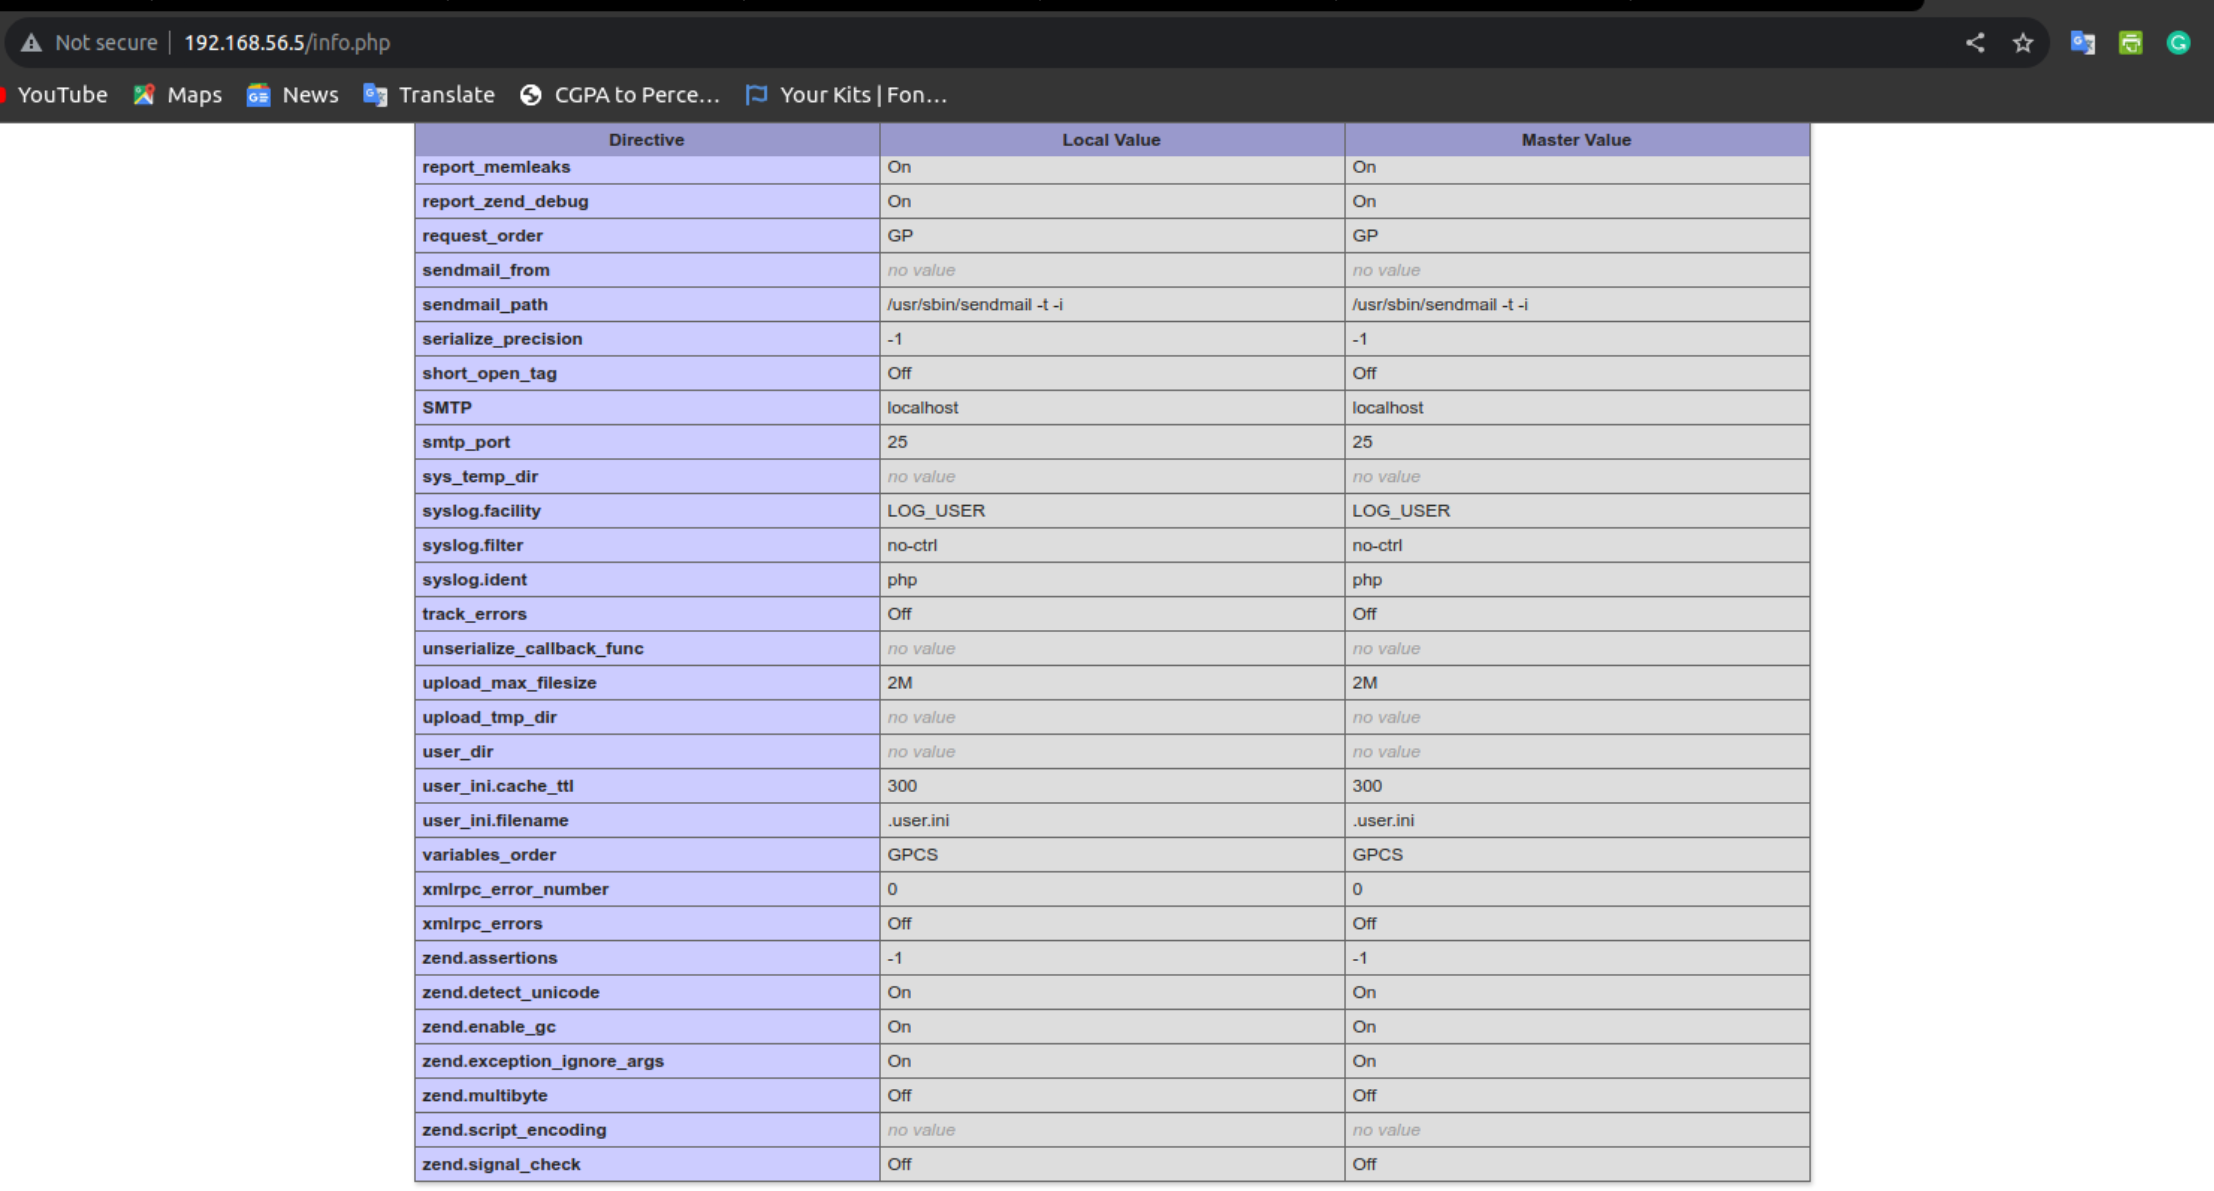 Not secure 192.168.56.5/info.php
YouTube Maps News Translate CGPA to Perce... Your Kits | Fon...
Directive Local Value Master Value
report_memleaks On On
report_zend_debug On On
request_order GP GP
sendmail_from no value no value
sendmail_path /usr/sbin/sendmail -t -i /usr/sbin/sendmail -t -i
serialize_precision -1 -1
short_open_tag Off Off
SMTP localhost localhost
smtp_port 25 25
sys_temp_dir no value no value
syslog.facility LOG_USER LOG_USER
syslog.filter no-ctrl no-ctrl
syslog.ident php php
track_errors Off Off
unserialize_callback_func no value no value
upload_max_filesize 2M 2M
upload_tmp_dir no value no value
user_dir no value no value
user_ini.cache_ttl 300 300
user_ini.filename .user.ini .user.ini
variables_order GPCS GPCS
xmlrpc_error_number 0 0
xmlrpc_errors Off Off
zend.assertions -1 -1
zend.detect_unicode On On
zend.enable_gc On On
zend.exception_ignore_args On On
zend.multibyte Off Off
zend.script_encoding no value no value
zend.signal_check Off Off